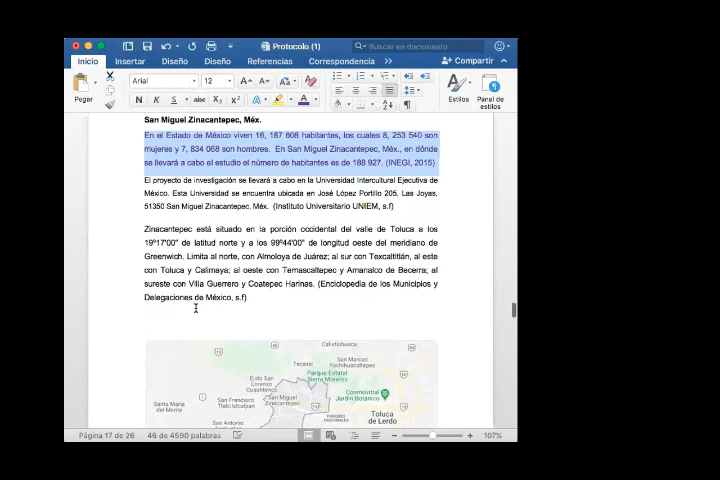 Protocolo (1)
Buscar en documento
Inicio Insertar Diseño Diseño Referencias Correspondencia >> Compartir
Pegar Arial 12 Estilos Panel de estilos
N K S abc X₂ X²
San Miguel Zinacantepec, Méx.
En el Estado de México viven 16, 187 608 habitantes, los cuales 8, 253 540 son
mujeres y 7, 834 068 son hombres. En San Miguel Zinacantepec, Méx., en dónde
se llevará a cabo el estudio el número de habitantes es de 188 927. (INEGI, 2015)
El proyecto de investigación se llevará a cabo en la Universidad Intercultural Ejecutiva de
México. Esta Universidad se encuentra ubicada en José López Portillo 205, Las Joyas,
51350 San Miguel Zinacantepec, Méx. (Instituto Universitario UNIEM, s.f)
Zinacantepec está situado en la porción occidental del valle de Toluca a los
19º17'00" de latitud norte y a los 99º44'00" de longitud oeste del meridiano de
Greenwich. Limita al norte, con Almoloya de Juárez; al sur con Texcaltitlán, al este
con Toluca y Calimaya; al oeste con Temascaltepec y Amanalco de Becerra; al
sureste con Villa Guerrero y Coatepec Harinas. (Enciclopedia de los Municipios y
Delegaciones de México, s.f)
Calixtlahuaca
San Marcos
Yachihuacaltepec
Tecaxic
Parque Estatal
Sierra Morelos
Ejido San
Lorenzo
Cuauhtenco
Cosmovitral
Jardín Botánico
San Miguel
Zinacantepec
San Francisco
Tlalcilalcalpan
Santa María
del Monte
Toluca
de Lerdo
PARQUES
NACIONALES
San Antonio
Página 17 de 26 46 de 4590 palabras 107%